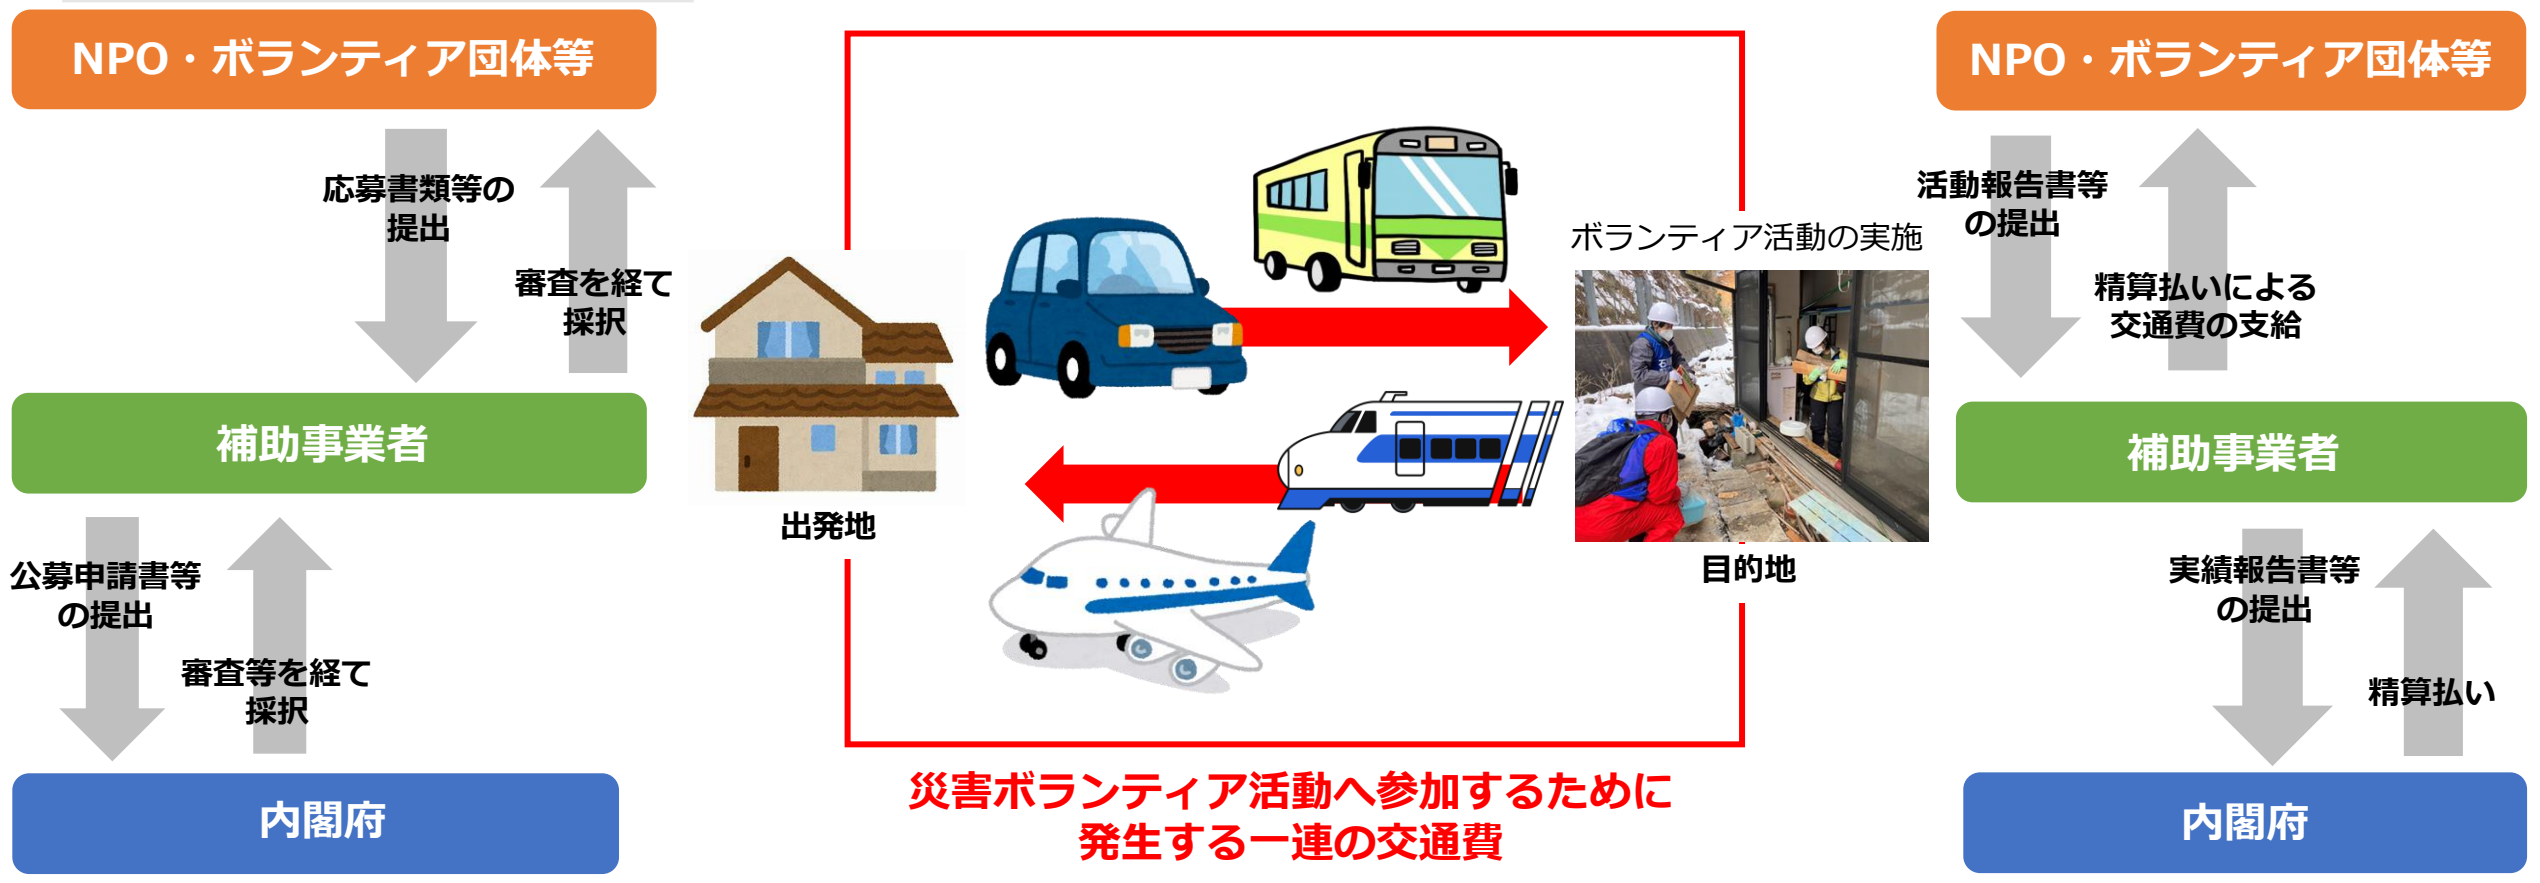 NPO・ボランティア団体等
応募書類等の
提出
審査を経て
採択
補助事業者
公募申請書等
の提出
審査等を経て
採択
内閣府
出発地
ボランティア活動の実施
目的地
災害ボランティア活動へ参加するために
発生する一連の交通費
NPO・ボランティア団体等
活動報告書等
の提出
精算払いによる
交通費の支給
補助事業者
実績報告書等
の提出
精算払い
内閣府